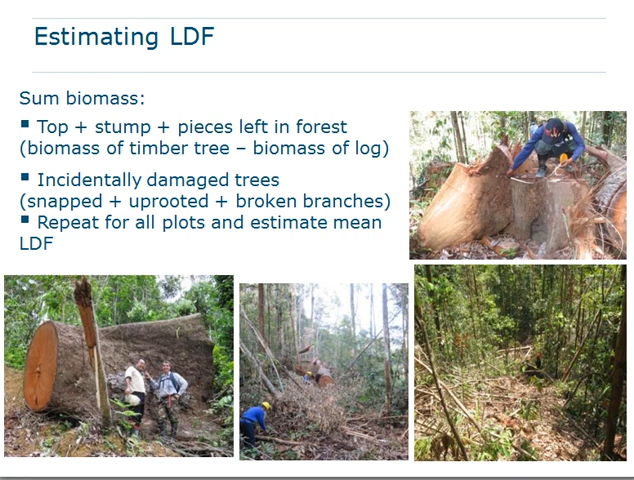 Estimating LDF
Sum biomass:
▪ Top + stump + pieces left in forest
(biomass of timber tree – biomass of log)
▪ Incidentally damaged trees
(snapped + uprooted + broken branches)
▪ Repeat for all plots and estimate mean
LDF